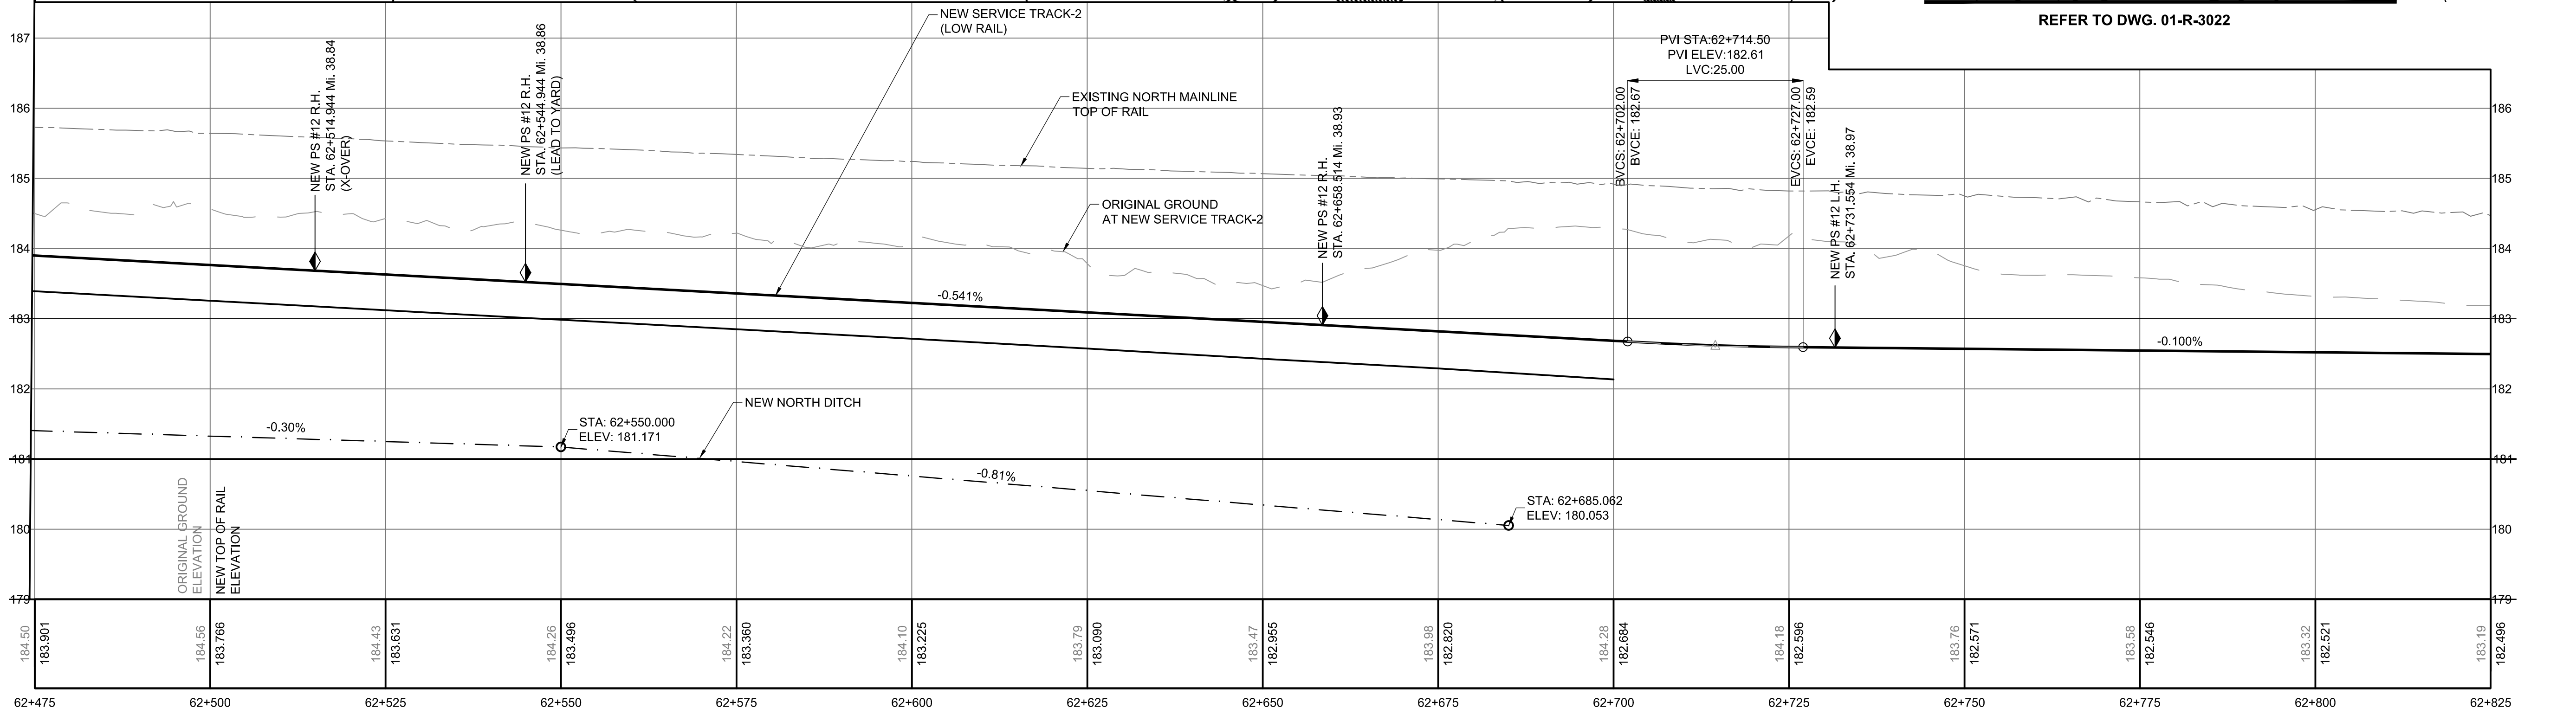 REFER TO DWG. 01-R-3022
NEW SERVICE TRACK-2
(LOW RAIL)
EXISTING NORTH MAINLINE
TOP OF RAIL
ORIGINAL GROUND
AT NEW SERVICE TRACK-2
NEW PS #12 R.H.
STA. 62+514.944 Mi. 38.84
(X-OVER)
NEW PS #12 R.H.
STA. 62+544.944 Mi. 38.86
(LEAD TO YARD)
NEW PS #12 R.H.
STA. 62+658.514 Mi. 38.93
PVI STA:62+714.50
PVI ELEV:182.61
LVC:25.00
BVCS: 62+702.00
BVCE: 182.67
EVCS: 62+727.00
EVCE: 182.59
NEW PS #12 L.H.
STA. 62+731.554 Mi. 38.97
-0.541%
-0.100%
NEW NORTH DITCH
-0.30%
STA: 62+550.000
ELEV: 181.171
-0.81%
STA: 62+685.062
ELEV: 180.053
187
186
185
184
183
182
181
180
179
186
185
184
183
182
181
180
179
ORIGINAL GROUND
ELEVATION
NEW TOP OF RAIL
ELEVATION
184.50
183.901
184.56
183.766
184.43
183.631
184.26
183.496
184.22
183.360
184.10
183.225
183.79
183.090
183.47
182.955
183.98
182.820
184.28
182.684
184.18
182.596
183.76
182.571
183.58
182.546
183.32
182.521
183.19
182.496
62+475
62+500
62+525
62+550
62+575
62+600
62+625
62+650
62+675
62+700
62+725
62+750
62+775
62+800
62+825